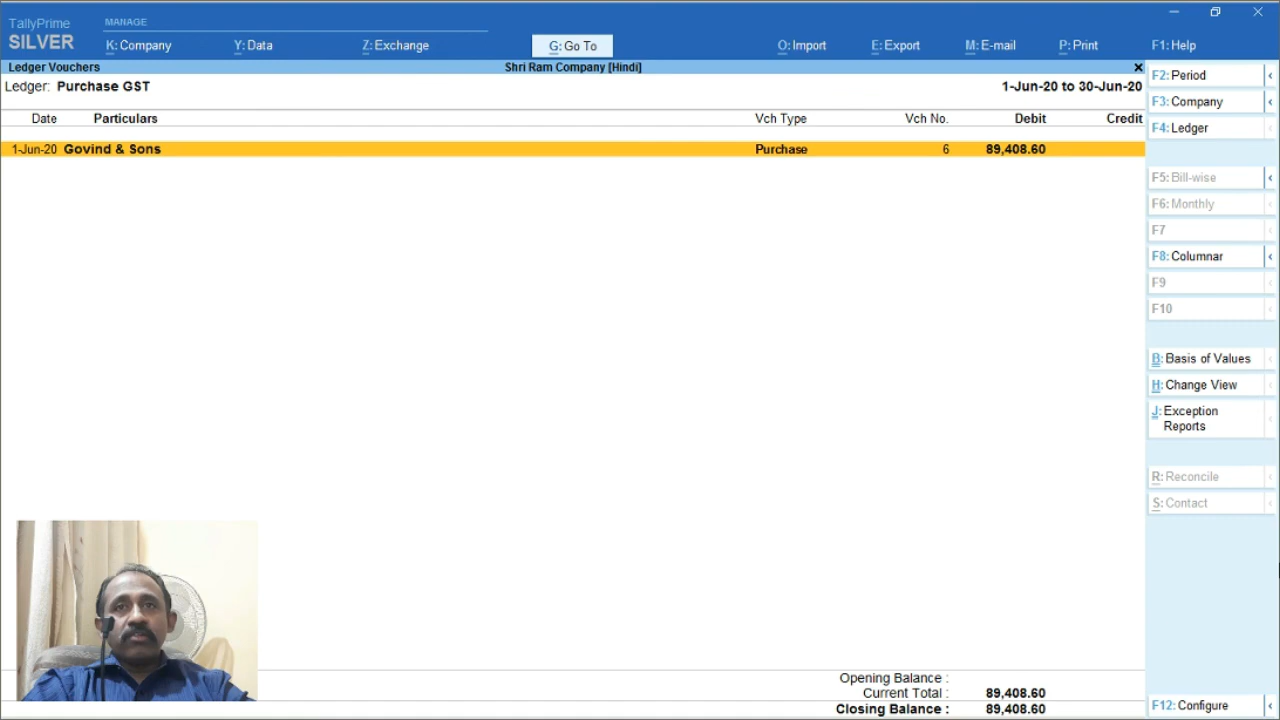 TallyPrime
SILVER
MANAGE
K: Company
Y: Data
Z: Exchange
G: Go To
O: Import
E: Export
M: E-mail
P: Print
F1: Help
Ledger Vouchers
Shri Ram Company [Hindi]
Ledger: Purchase GST
1-Jun-20 to 30-Jun-20
Date Particulars Vch Type Vch No. Debit Credit
1-Jun-20 Govind & Sons Purchase 6 89,408.60
Opening Balance :
Current Total : 89,408.60
Closing Balance : 89,408.60
F2: Period
F3: Company
F4: Ledger
F5: Bill-wise
F6: Monthly
F7
F8: Columnar
F9
F10
B: Basis of Values
H: Change View
J: Exception
Reports
R: Reconcile
S: Contact
F12: Configure